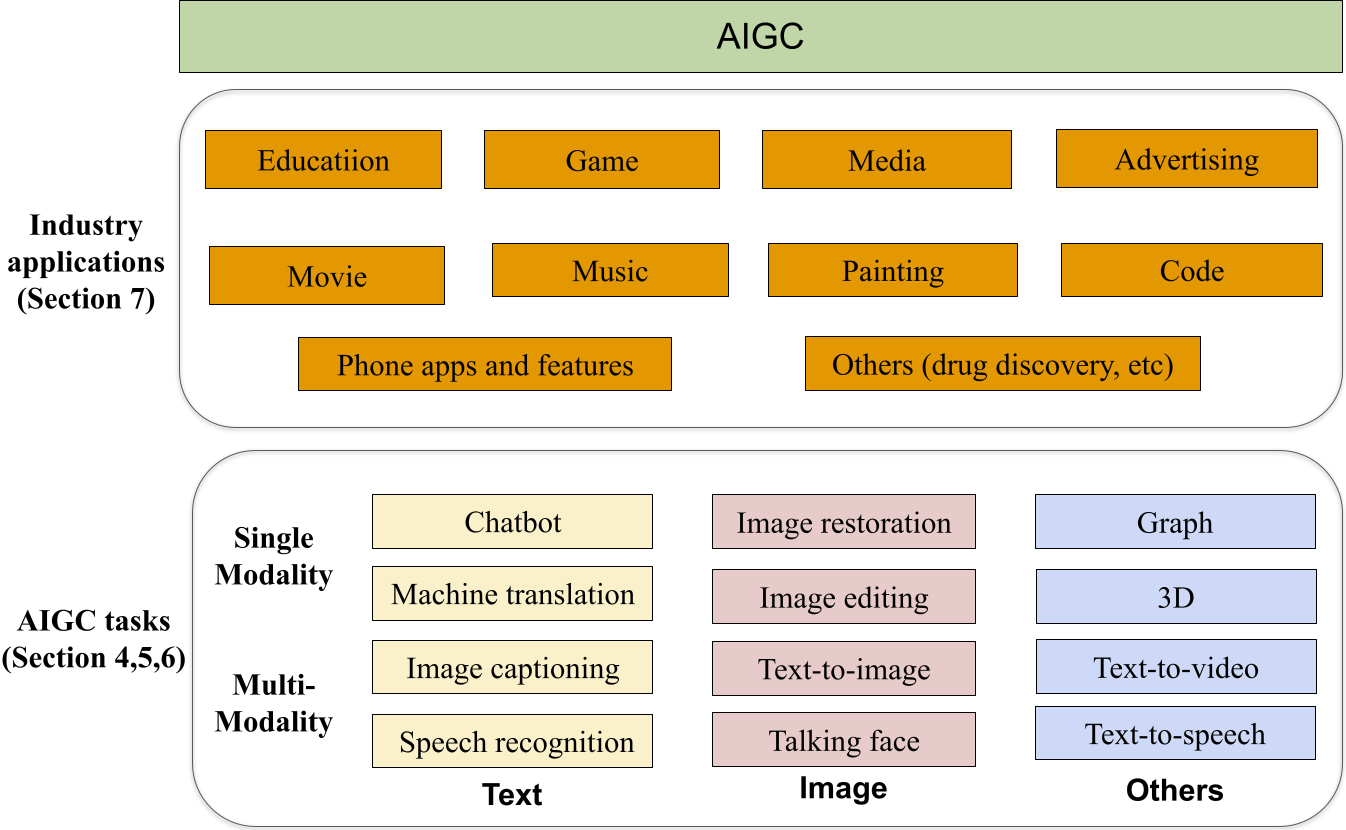 AIGC
Educatiion
Game
Media
Advertising
Industry
applications
(Section 7)
Movie
Music
Painting
Code
Phone apps and features
Others (drug discovery, etc)
AIGC tasks
(Section 4,5,6)
Single
Modality
Chatbot
Image restoration
Graph
Machine translation
Image editing
3D
Multi-
Modality
Image captioning
Text-to-image
Text-to-video
Speech recognition
Talking face
Text-to-speech
Text
Image
Others